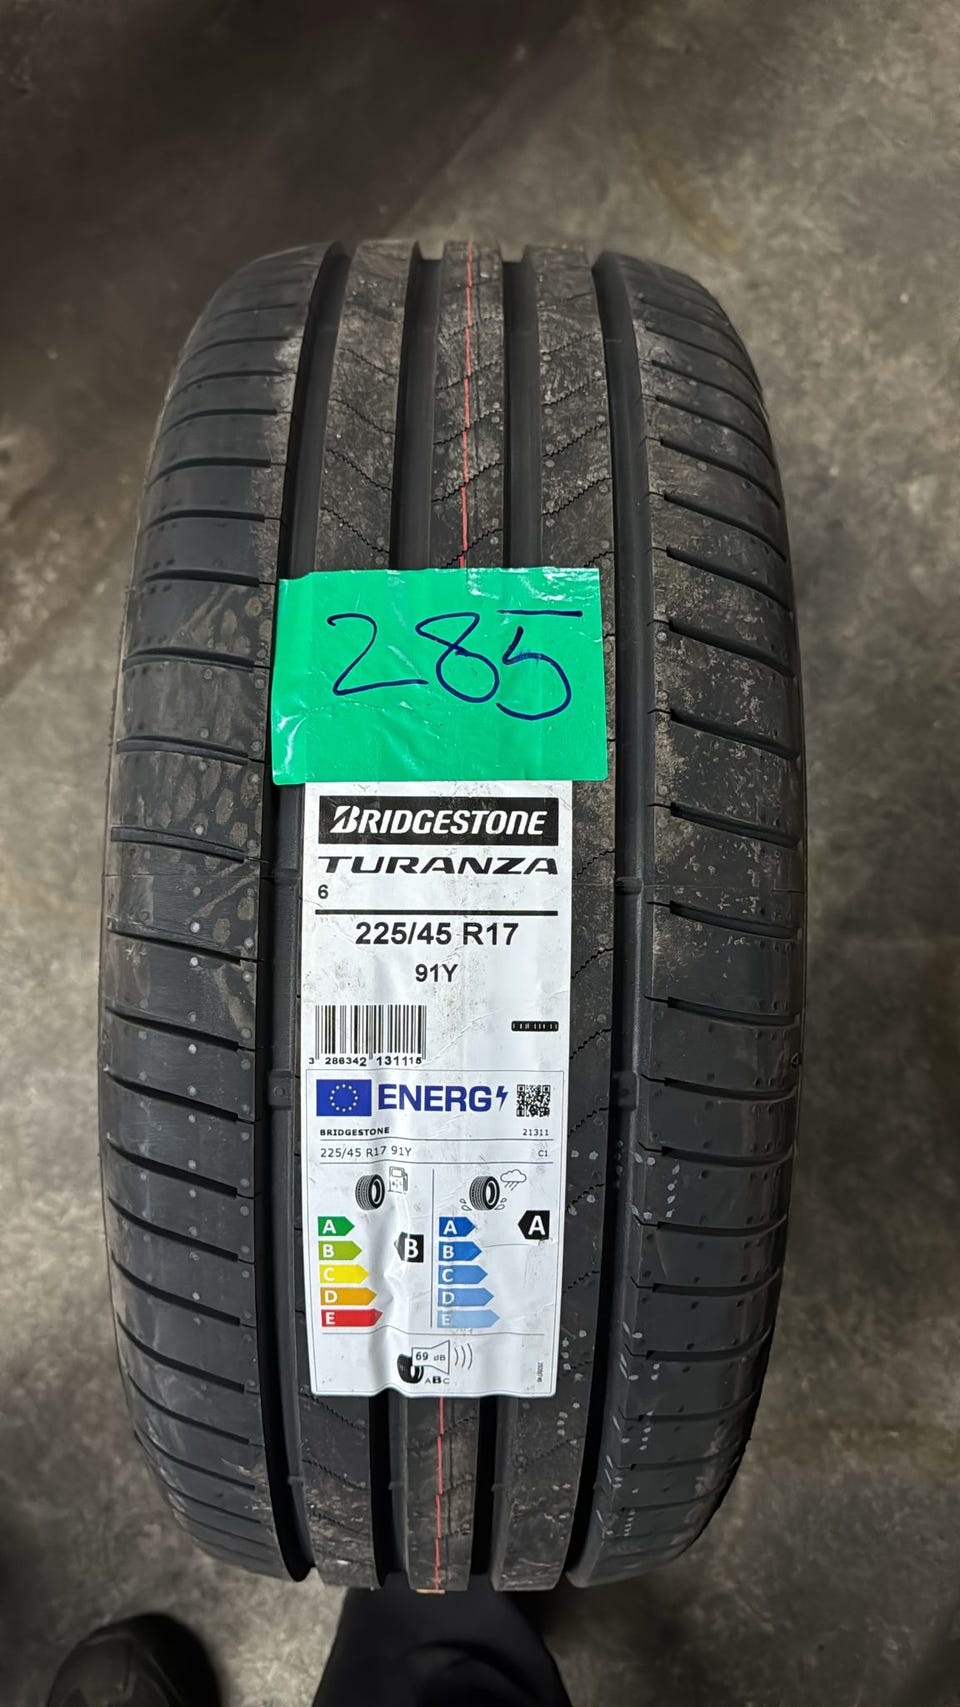 285
BRIDGESTONE
TURANZA
6
225/45 R17
91Y
3 286342 131118
ENERG
BRIDGESTONE 21311
225/45 R17 91Y C1
A A A
B B B
C C
D D
E E
69 dB
ABC